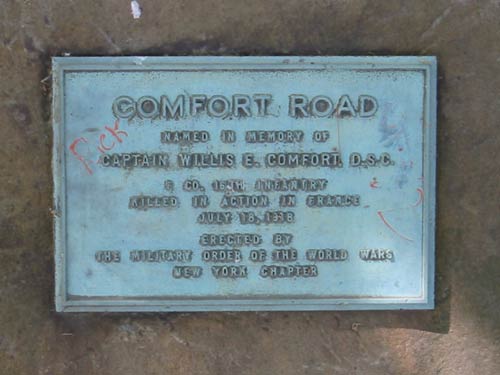 COMFORT ROAD
NAMED IN MEMORY OF
CAPTAIN WILLIS E. COMFORT, D.S.C.
F CO. 16TH INFANTRY
KILLED IN ACTION IN FRANCE
JULY 18, 1918
ERECTED BY
THE MILITARY ORDER OF THE WORLD WARS
NEW YORK CHAPTER